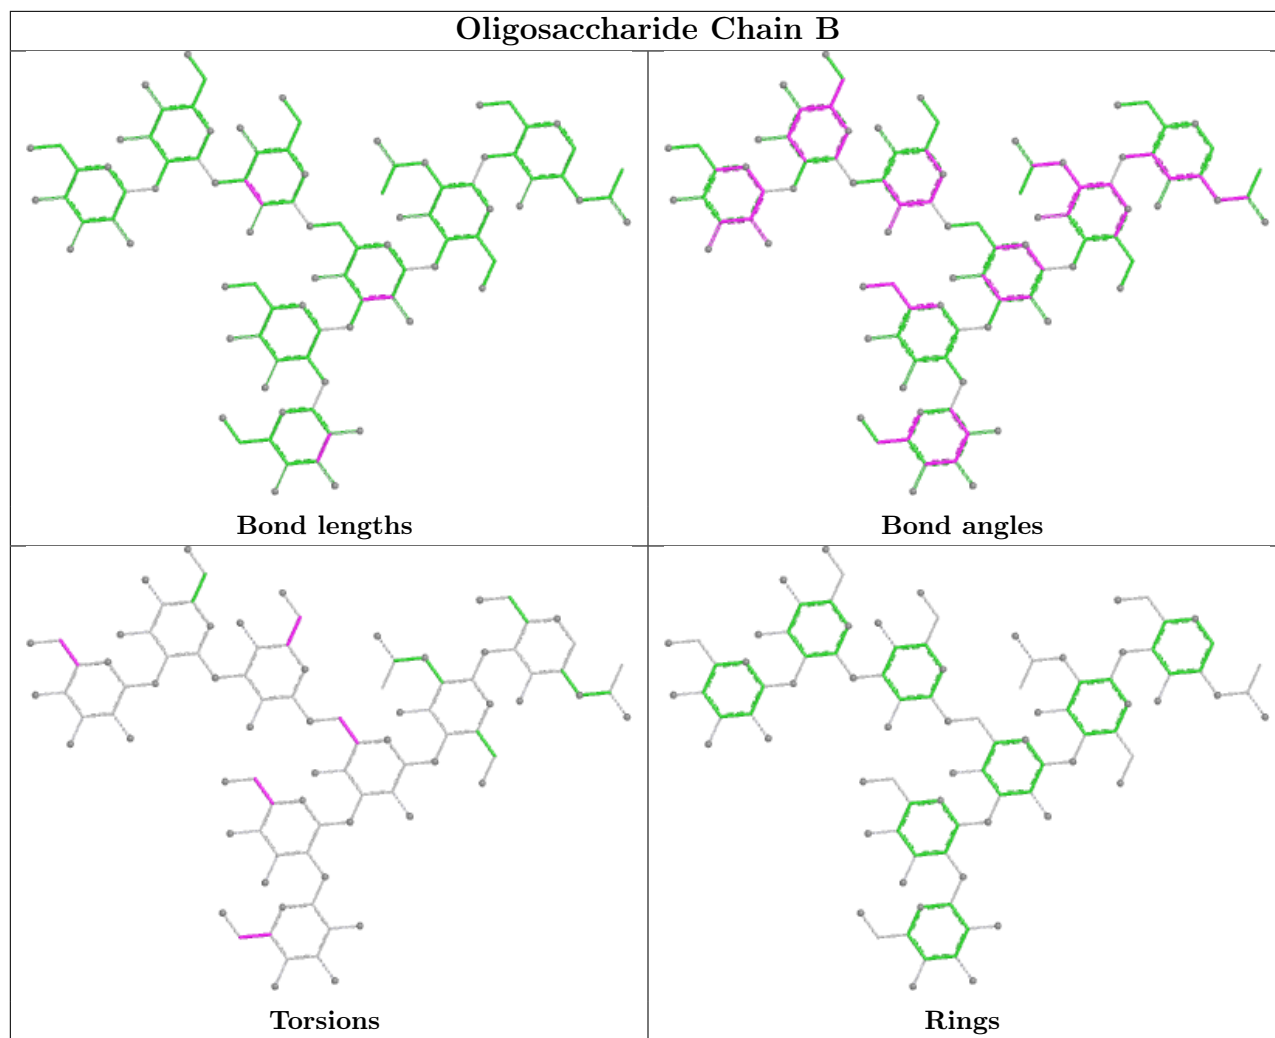 Oligosaccharide Chain B
Bond lengths
Bond angles
Torsions
Rings